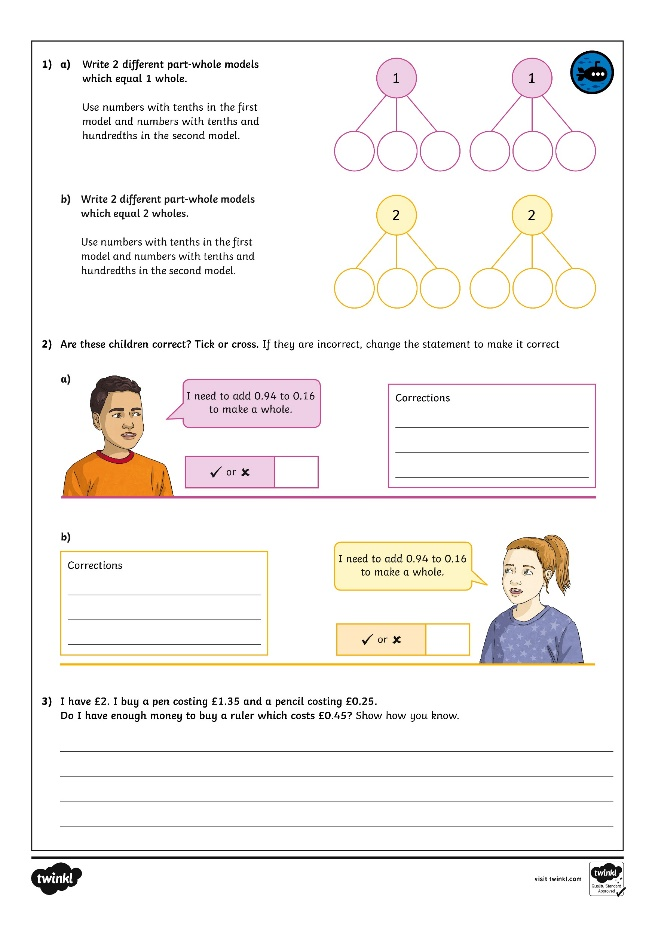 1) a) Write 2 different part-whole models
which equal 1 whole.
Use numbers with tenths in the first
model and numbers with tenths and
hundredths in the second model.
1
1
b) Write 2 different part-whole models
which equal 2 wholes.
Use numbers with tenths in the first
model and numbers with tenths and
hundredths in the second model.
2
2
2) Are these children correct? Tick or cross. If they are incorrect, change the statement to make it correct
a)
I need to add 0.94 to 0.16
to make a whole.
✓ or ✘
Corrections
b)
Corrections
I need to add 0.94 to 0.16
to make a whole.
✓ or ✘
3) I have £2. I buy a pen costing £1.35 and a pencil costing £0.25.
Do I have enough money to buy a ruler which costs £0.45? Show how you know.
twinkl
visit twinkl.com
twinkl
Quality Standard
Approved